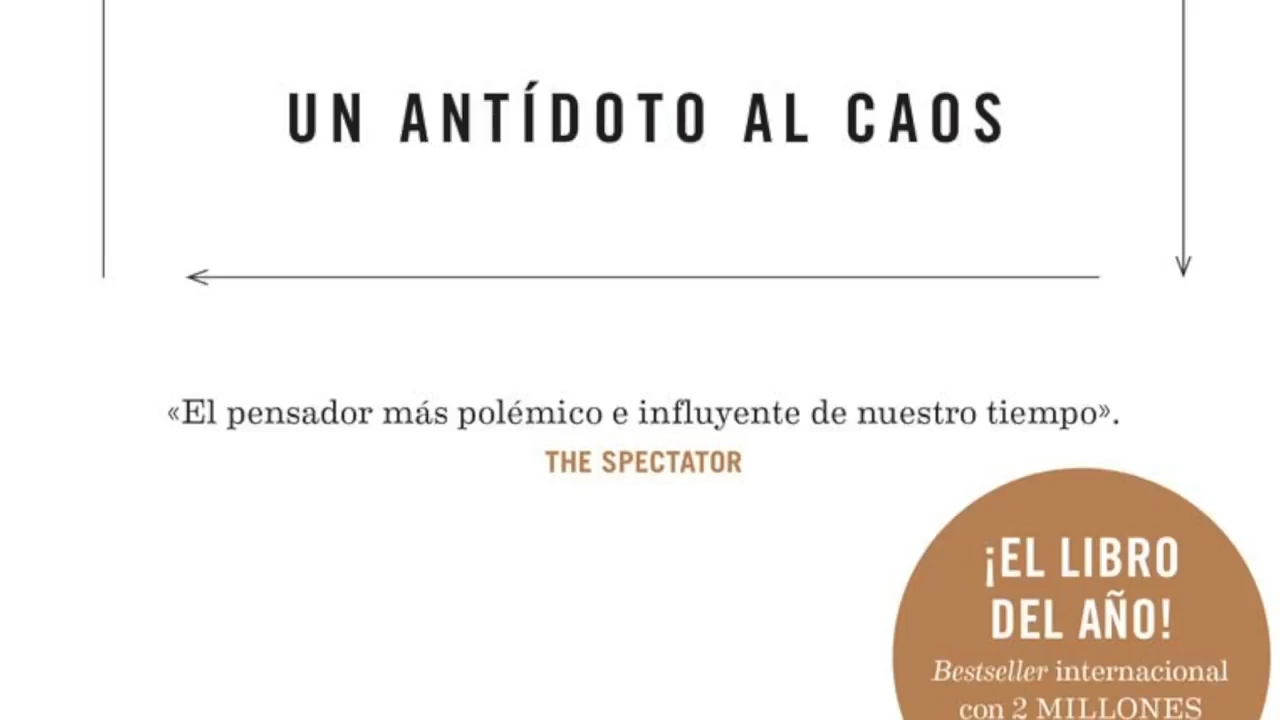 UN ANTÍDOTO AL CAOS
«El pensador más polémico e influyente de nuestro tiempo».
THE SPECTATOR
¡EL LIBRO
DEL AÑO!
Bestseller internacional
con 2 MILLONES